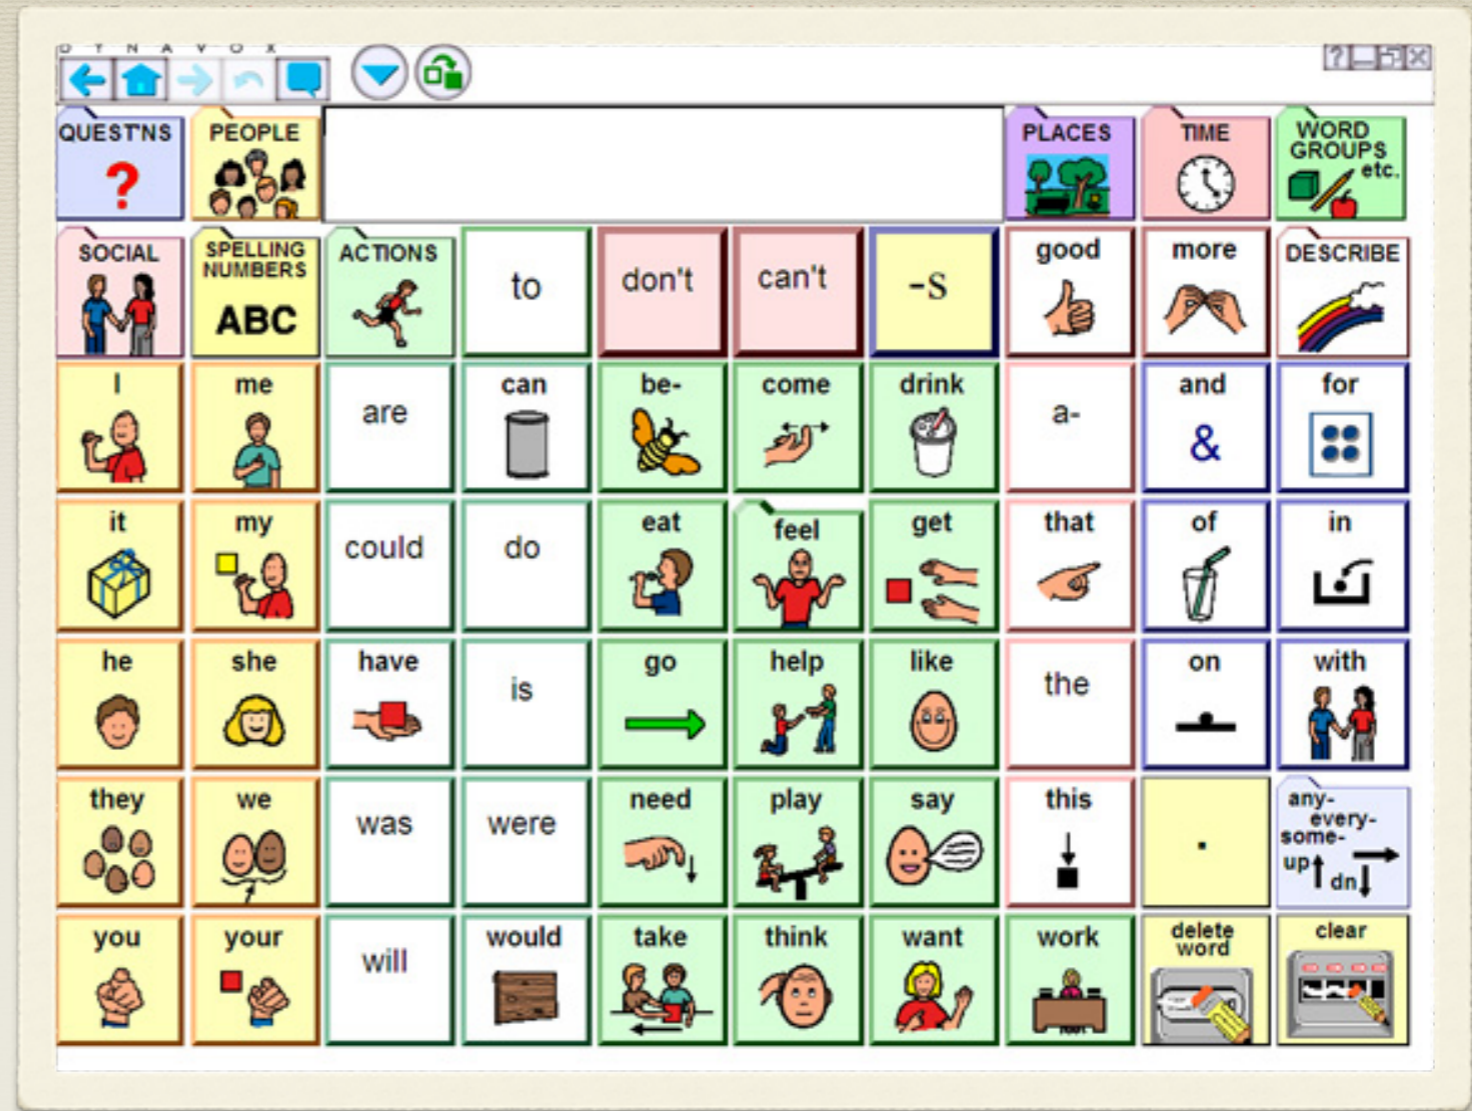 D Y N A V O X
?
QUEST'NS
?
PEOPLE
PLACES
TIME
WORD
GROUPS
etc.
SOCIAL
SPELLING
NUMBERS
ABC
ACTIONS
to
don't
can't
-s
good
more
DESCRIBE
I
me
are
can
be-
come
drink
a-
and
&
for
it
my
could
do
eat
feel
get
that
of
in
he
she
have
is
go
help
like
the
on
with
they
we
was
were
need
play
say
this
.
any-
every-
some-
up
dn
you
your
will
would
take
think
want
work
delete
word
clear